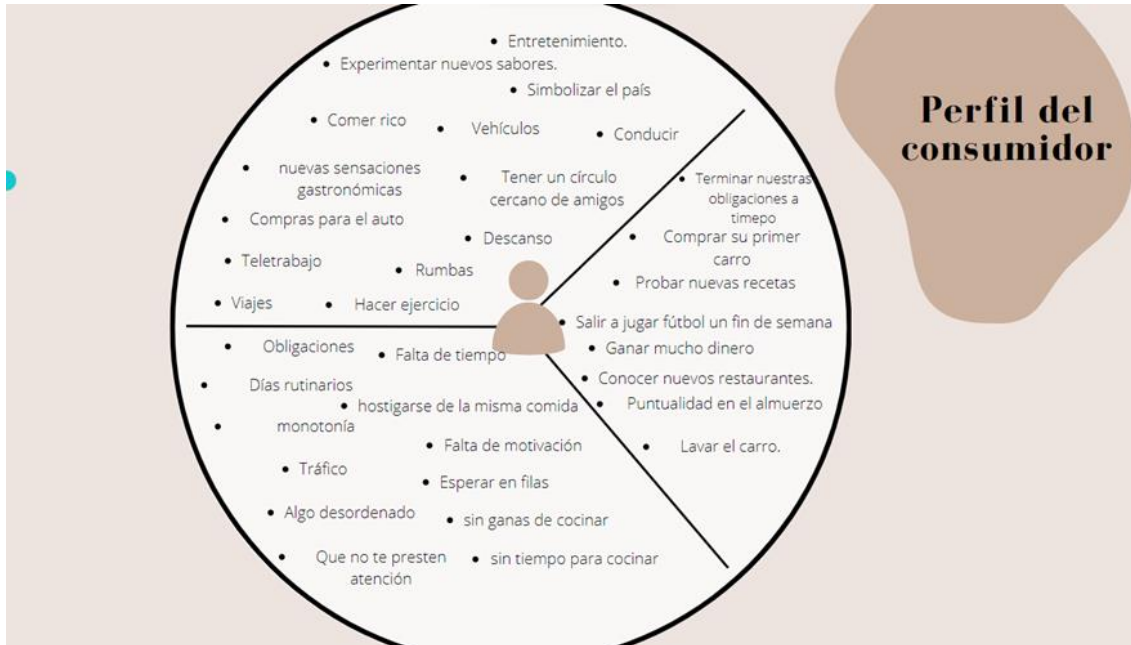 Perfil del
consumidor
• Entretenimiento.
• Experimentar nuevos sabores.
• Simbolizar el país
• Comer rico
• Vehículos
• Conducir
• nuevas sensaciones
gastronómicas
• Tener un círculo
cercano de amigos
• Compras para el auto
• Descanso
• Teletrabajo
• Rumbas
• Viajes
• Hacer ejercicio
• Terminar nuestras
obligaciones a
timepo
• Comprar su primer
carro
• Probar nuevas recetas
• Salir a jugar fútbol un fin de semana
• Ganar mucho dinero
• Conocer nuevos restaurantes.
• Puntualidad en el almuerzo
• Lavar el carro.
• Obligaciones
• Falta de tiempo
• Días rutinarios
• hostigarse de la misma comida
• monotonía
• Falta de motivación
• Tráfico
• Esperar en filas
• Algo desordenado
• sin ganas de cocinar
• Que no te presten
atención
• sin tiempo para cocinar